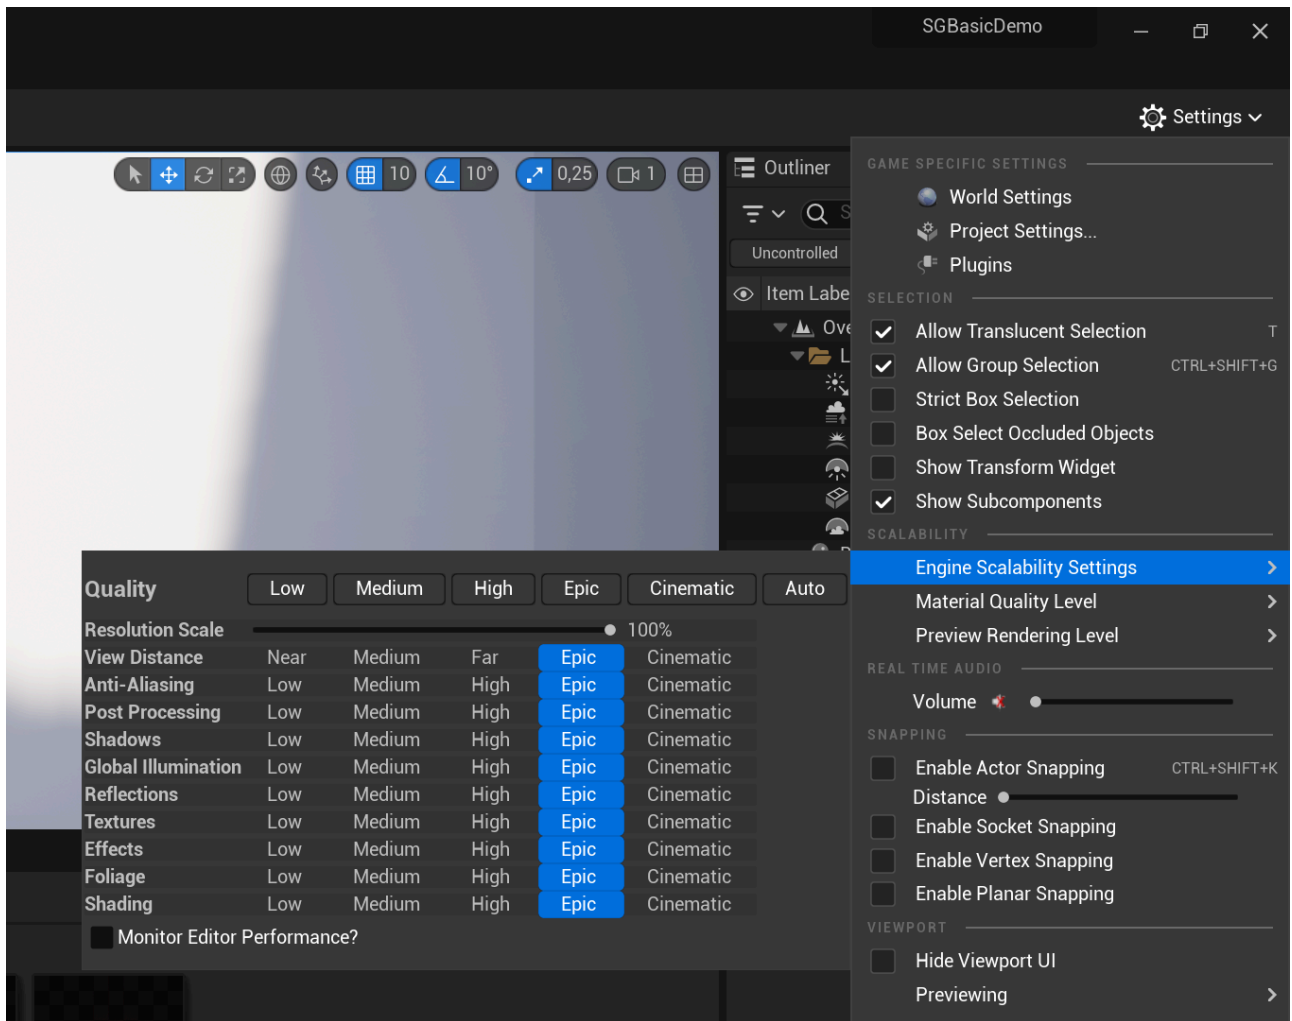 SGBasicDemo
Settings
10 10° 0,25 1
Outliner
Uncontrolled
Item Labe
Ove
L
GAME SPECIFIC SETTINGS
World Settings
Project Settings...
Plugins
SELECTION
Allow Translucent Selection T
Allow Group Selection CTRL+SHIFT+G
Strict Box Selection
Box Select Occluded Objects
Show Transform Widget
Show Subcomponents
SCALABILITY
Engine Scalability Settings
Material Quality Level
Preview Rendering Level
REAL TIME AUDIO
Volume
SNAPPING
Enable Actor Snapping CTRL+SHIFT+K
Distance
Enable Socket Snapping
Enable Vertex Snapping
Enable Planar Snapping
VIEWPORT
Hide Viewport UI
Previewing
Quality Low Medium High Epic Cinematic Auto
Resolution Scale 100%
View Distance Near Medium Far Epic Cinematic
Anti-Aliasing Low Medium High Epic Cinematic
Post Processing Low Medium High Epic Cinematic
Shadows Low Medium High Epic Cinematic
Global Illumination Low Medium High Epic Cinematic
Reflections Low Medium High Epic Cinematic
Textures Low Medium High Epic Cinematic
Effects Low Medium High Epic Cinematic
Foliage Low Medium High Epic Cinematic
Shading Low Medium High Epic Cinematic
Monitor Editor Performance?